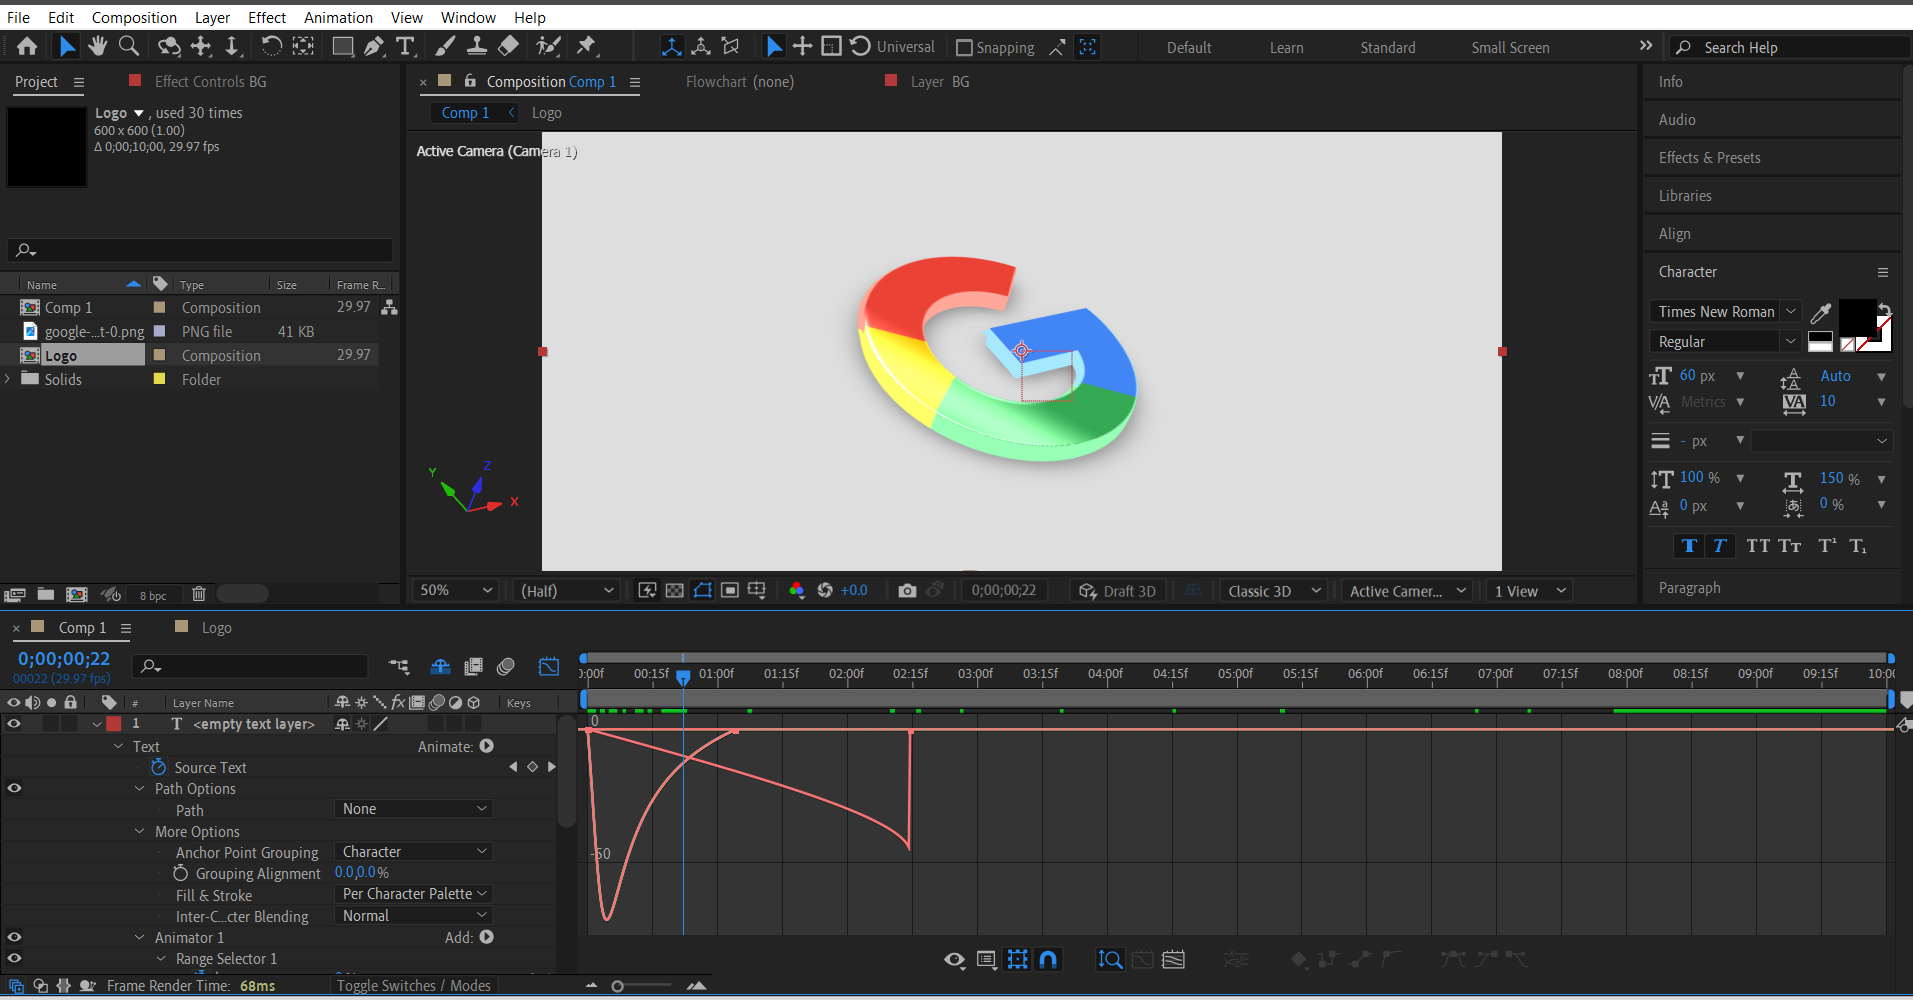 File Edit Composition Layer Effect Animation View Window Help
Universal Snapping Default Learn Standard Small Screen Search Help
Project Effect Controls BG
Composition Comp 1 Flowchart (none) Layer BG
Comp 1 Logo
Logo , used 30 times
600 x 600 (1.00)
Δ 0;00;10;00, 29.97 fps
Active Camera (Camera 1)
Name Type Size Frame R...
Comp 1 Composition 29.97
google-...t-0.png PNG file 41 KB
Logo Composition 29.97
Solids Folder
8 bpc
Y Z X
50% (Half) +0.0 0;00;00;22 Draft 3D Classic 3D Active Camer... 1 View
Info
Audio
Effects & Presets
Libraries
Align
Character
Times New Roman
Regular
60 px Auto
Metrics 10
- px
100 % 150 %
0 px 0 %
T T TT Tт T¹ T₁
Paragraph
Comp 1 Logo
0;00;00;22
00022 (29.97 fps)
0:00f 00:15f 01:00f 01:15f 02:00f 02:15f 03:00f 03:15f 04:00f 04:15f 05:00f 05:15f 06:00f 06:15f 07:00f 07:15f 08:00f 08:15f 09:00f 09:15f 10:0
# Layer Name fx Keys
1 T <empty text layer>
Text Animate:
Source Text
Path Options
Path None
More Options
Anchor Point Grouping Character
Grouping Alignment 0.0,0.0%
Fill & Stroke Per Character Palette
Inter-C...cter Blending Normal
Animator 1 Add:
Range Selector 1
0
-50
Frame Render Time: 68ms Toggle Switches / Modes